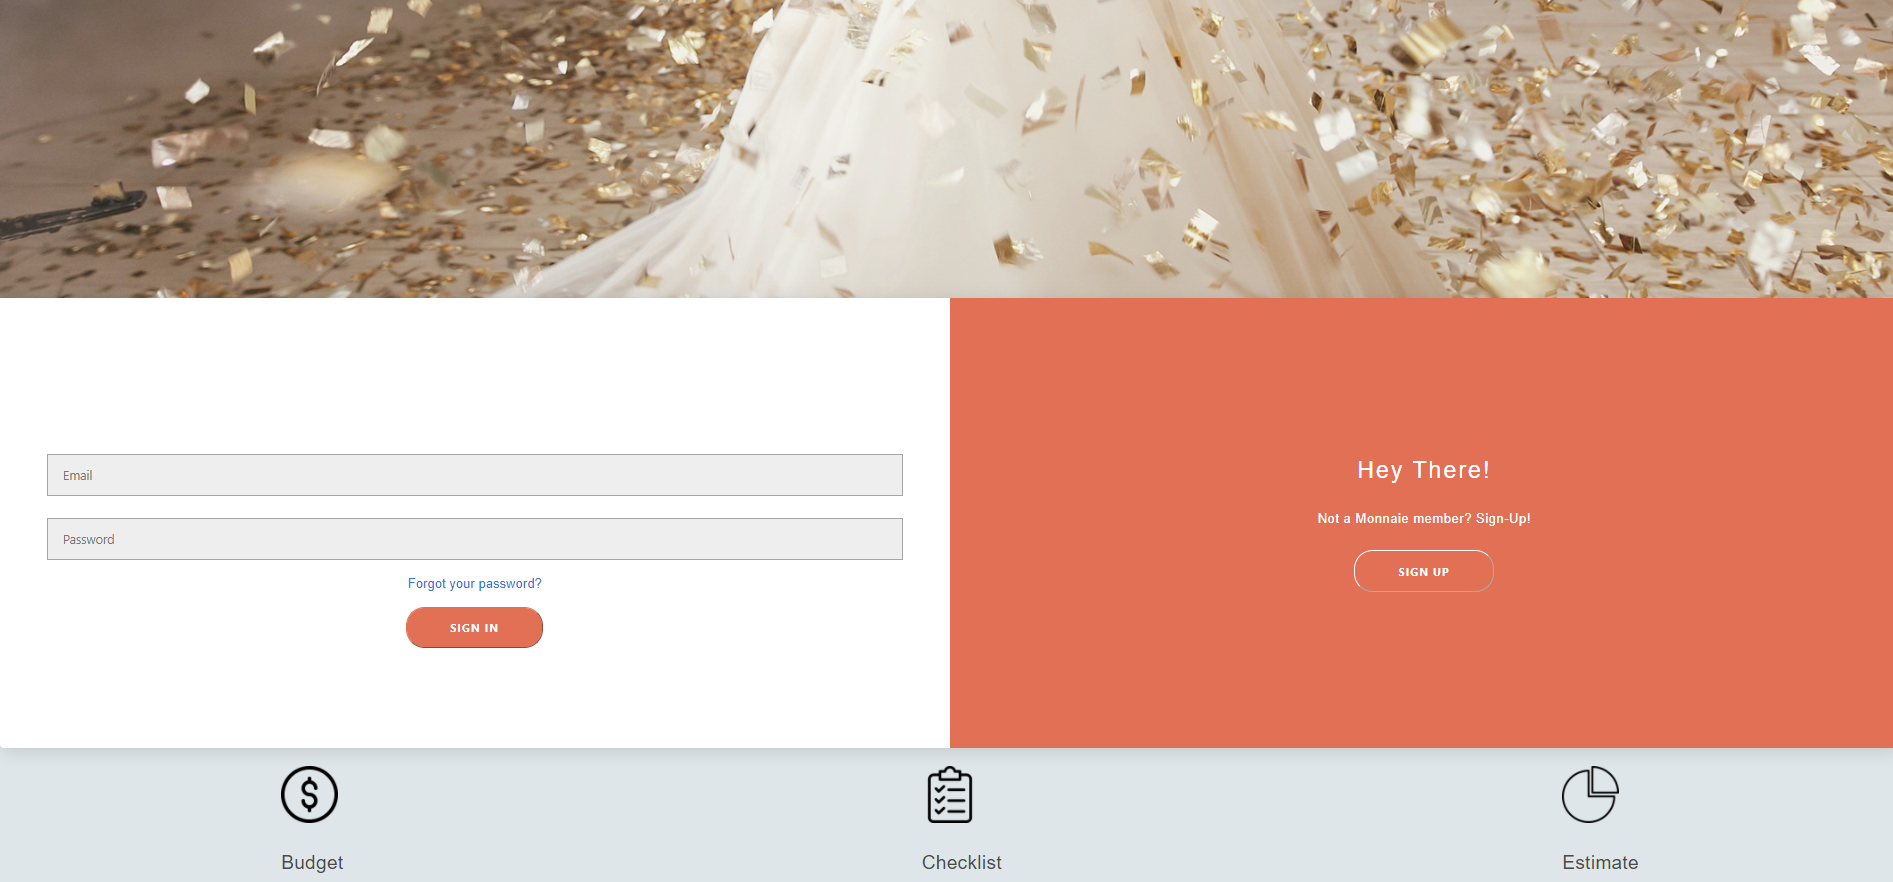 Email
Password
Forgot your password?
SIGN IN
Hey There!
Not a Monnaie member? Sign-Up!
SIGN UP
Budget
Checklist
Estimate